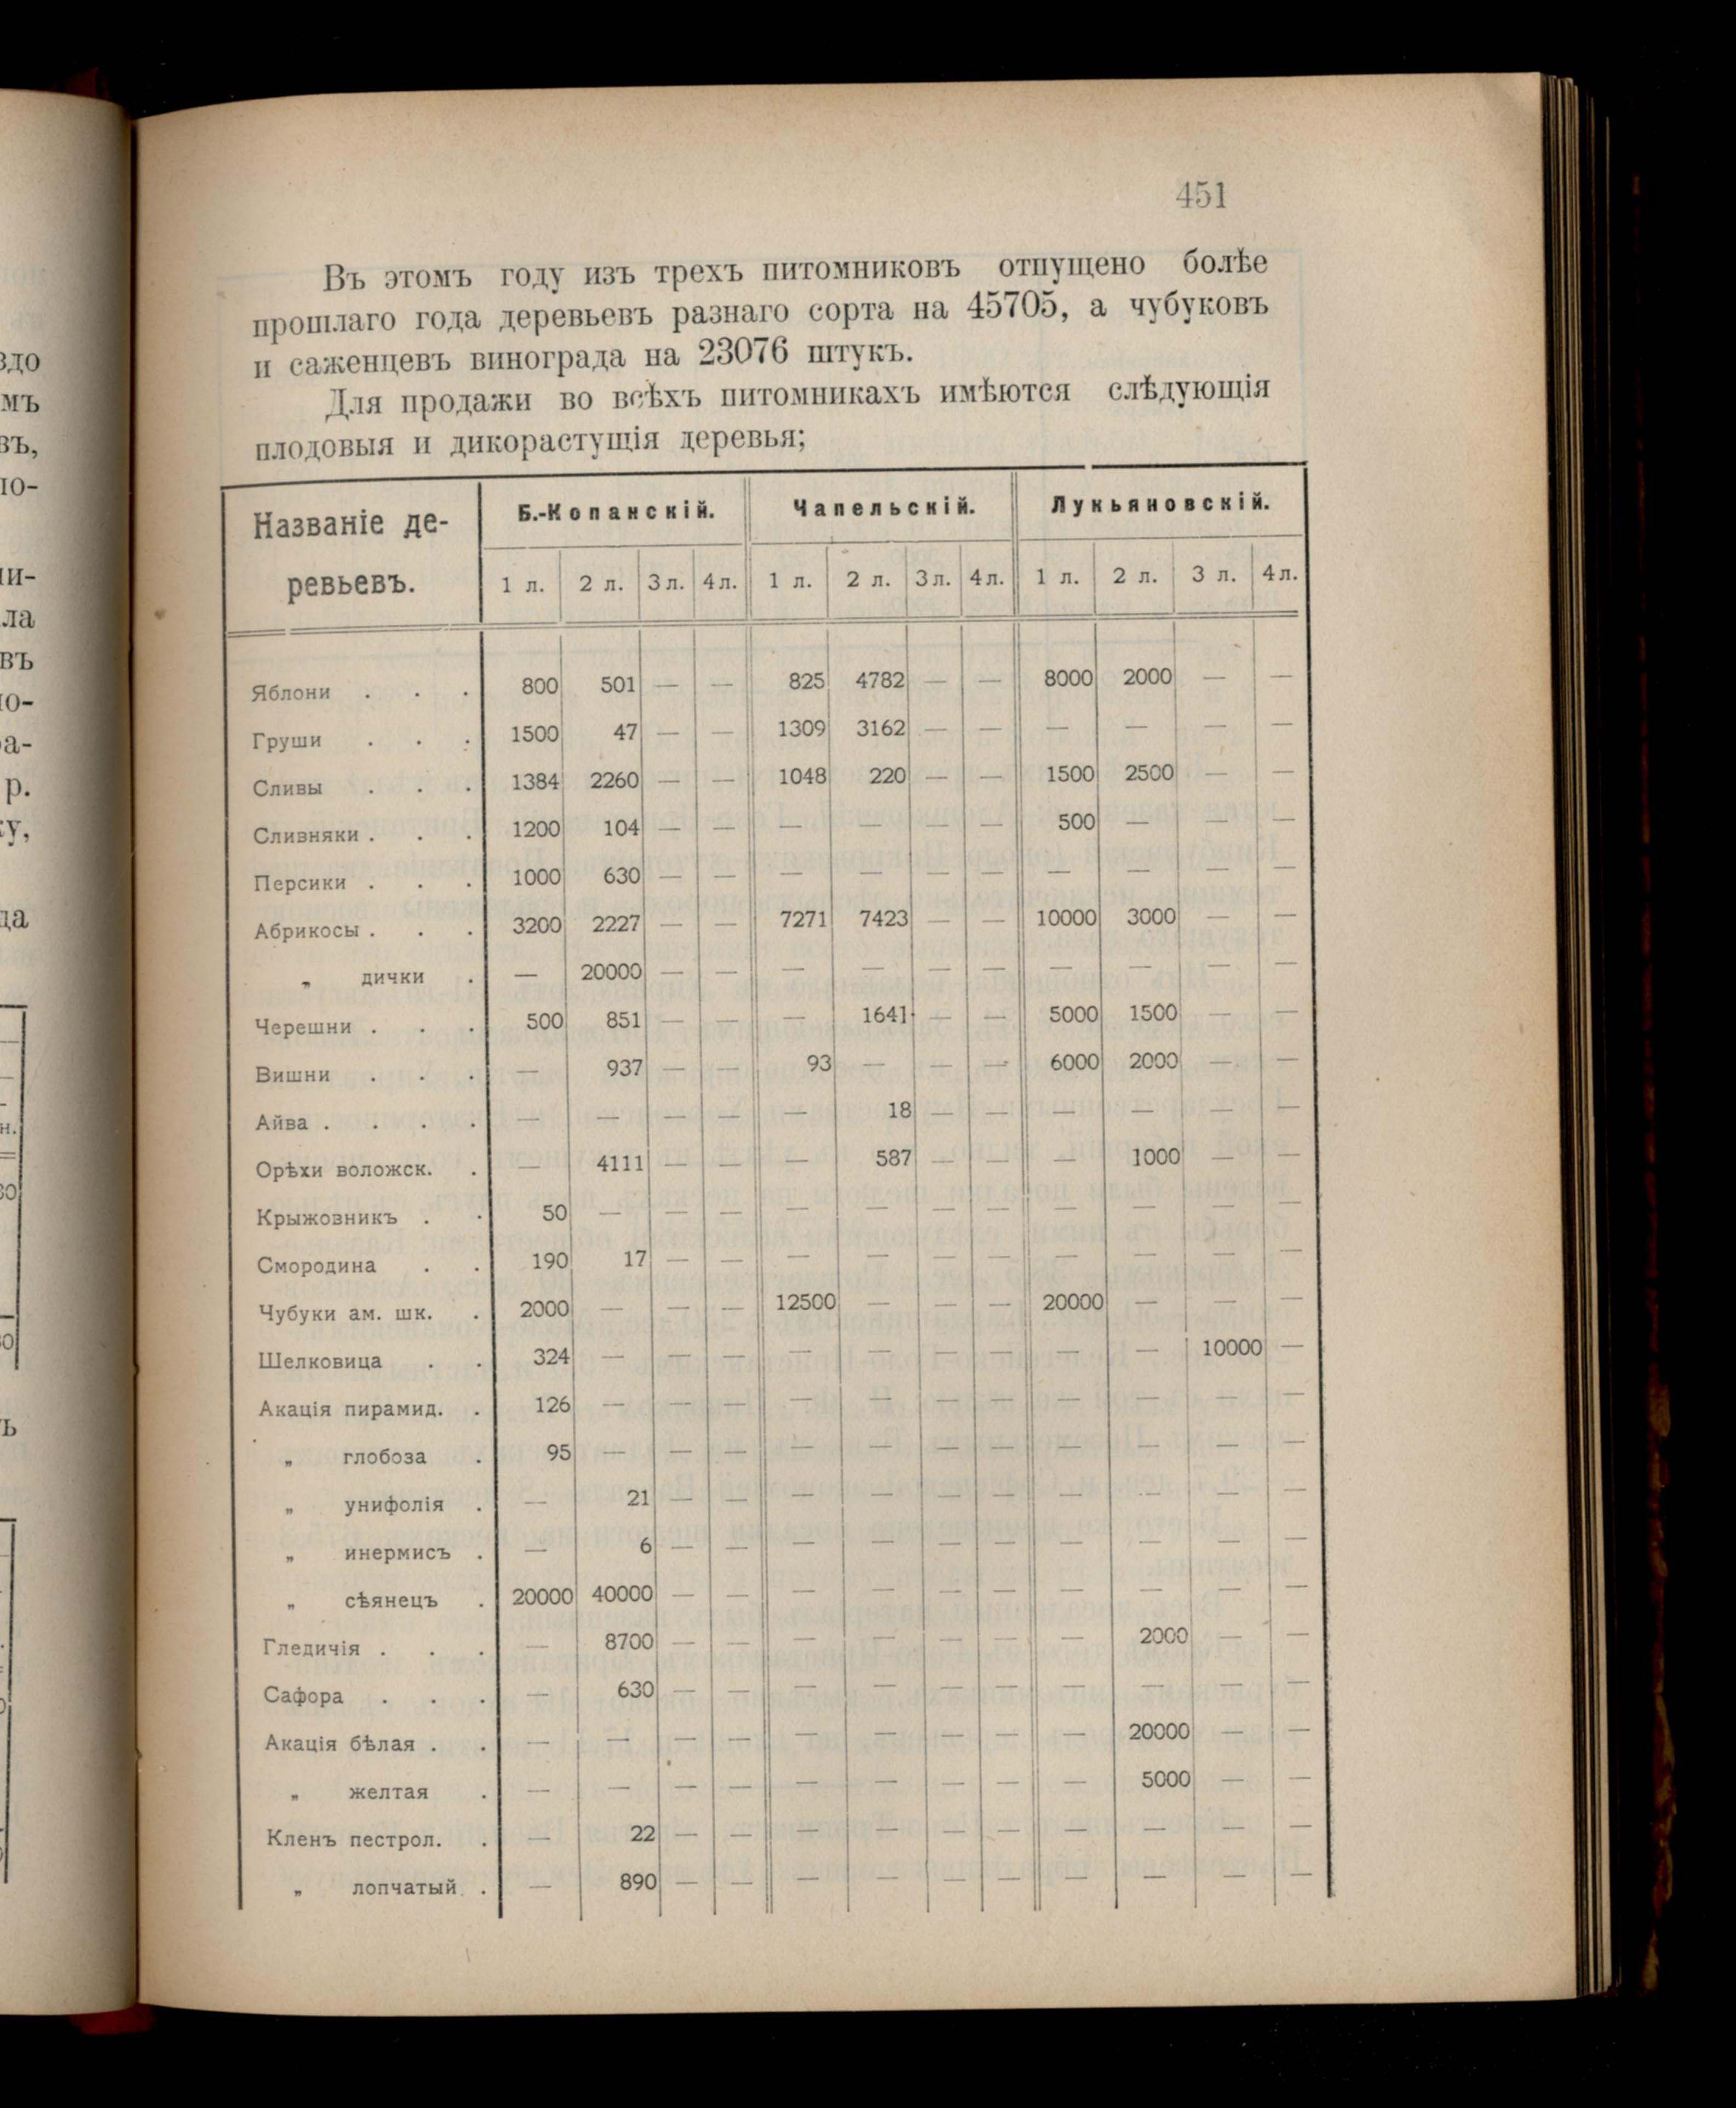 451
Въ этомъ году изъ трехъ питомниковъ отпущено болѣе
прошлаго года деревьевъ разнаго сорта на 45705, а чубуковъ
и саженцевъ винограда на 23076 штукъ.
Для продажи во всѣхъ питомникахъ имѣются слѣдующія
плодовыя и дикорастущія деревья;
Названіе де-
ревьевъ.
Б.-Копанскій. Чапельскій. Лукьяновскій.
1 л. 2 л. 3 л. 4 л. 1 л. 2 л. 3 л. 4 л. 1 л. 2 л. 3 л. 4 л.
Яблони . . . 800 501 — — 825 4782 — — 8000 2000 — —
Груши . . . 1500 47 — — 1309 3162 — — — — — —
Сливы . . . 1384 2260 — — 1048 220 — — 1500 2500 — —
Сливняки . . . 1200 104 — — — — — — 500 — — —
Персики . . . 1000 630 — — — — — — — — — —
Абрикосы . . . 3200 2227 — — 7271 7423 — — 10000 3000 — —
„ дички . — 20000 — — — — — — — — — —
Черешни . . . 500 851 — — — 1641 — — 5000 1500 — —
Вишни . . . — 937 — — 93 — — — 6000 2000 — —
Айва . . . . — — — — — 18 — — — — — —
Орѣхи воложск. . — 4111 — — — 587 — — — 1000 — —
Крыжовникъ . . 50 — — — — — — — — — — —
Смородина . . 190 17 — — — — — — — — — —
Чубуки ам. шк. . 2000 — — — 12500 — — — 20000 — — —
Шелковица . . 324 — — — — — — — — — 10000 —
Акація пирамид. . 126 — — — — — — — — — — —
„ глобоза . 95 — — — — — — — — — — —
„ унифолія . — 21 — — — — — — — — — —
„ инермисъ . — 6 — — — — — — — — — —
„ сѣянецъ . 20000 40000 — — — — — — — — — —
Гледичія . . . — 8700 — — — — — — — 2000 — —
Сафора . . . — 630 — — — — — — — — — —
Акація бѣлая . . — — — — — — — — — 20000 — —
„ желтая . — — — — — — — — — 5000 — —
Кленъ пестрол. . — 22 — — — — — — — — — —
„ лопчатый . — 890 — — — — — — — — — —